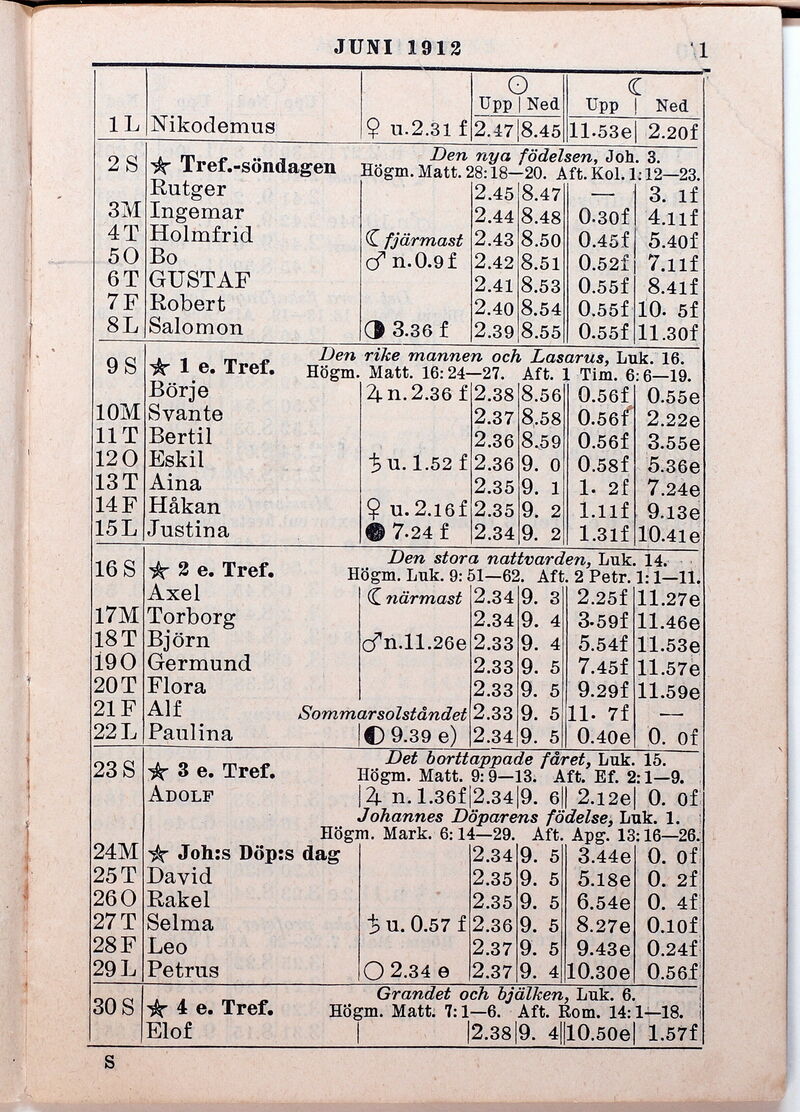 JUNI 1912 1
☉ ☾
Upp Ned Upp Ned
1 L Nikodemus ♀ u. 2.31 f 2.47 8.45 11.53e 2.20f
Den nya födelsen, Joh. 3.
2 S ☆ Tref.-söndagen Högm. Matt. 28:18—20. Aft. Kol. 1:12—23.
Rutger 2.45 8.47 — 3. 1f
3M Ingemar 2.44 8.48 0.30f 4.11f
4 T Holmfrid ☾ fjärmast 2.43 8.50 0.45f 5.40f
5O Bo ♂ n. 0.9 f 2.42 8.51 0.52f 7.11f
6 T GUSTAF 2.41 8.53 0.55f 8.41f
7 F Robert 2.40 8.54 0.55f 10. 5f
8 L Salomon ◑ 3.36 f 2.39 8.55 0.55f 11.30f
Den rike mannen och Lasarus, Luk. 16.
9 S ☆ 1 e. Tref. Högm. Matt. 16:24—27. Aft. 1 Tim. 6:6—19.
Börje ♃ n. 2.36 f 2.38 8.56 0.56f 0.55e
10M Svante 2.37 8.58 0.56f 2.22e
11 T Bertil 2.36 8.59 0.56f 3.55e
12 O Eskil ♄ u. 1.52 f 2.36 9. 0 0.58f 5.36e
13 T Aina 2.35 9. 1 1. 2f 7.24e
14 F Håkan ♀ u. 2.16f 2.35 9. 2 1.11f 9.13e
15 L Justina ● 7.24 f 2.34 9. 2 1.31f 10.41e
Den stora nattvarden, Luk. 14.
16 S ☆ 2 e. Tref. Högm. Luk. 9:51—62. Aft. 2 Petr. 1:1—11.
Axel ☾ närmast 2.34 9. 3 2.25f 11.27e
17M Torborg 2.34 9. 4 3.59f 11.46e
18 T Björn ♂ n. 11.26e 2.33 9. 4 5.54f 11.53e
19 O Germund 2.33 9. 5 7.45f 11.57e
20 T Flora 2.33 9. 5 9.29f 11.59e
21 F Alf Sommarsolståndet 2.33 9. 5 11. 7f —
22 L Paulina ◐ 9.39 e) 2.34 9. 5 0.40e 0. 0f
Det borttappade fåret, Luk. 15.
23 S ☆ 3 e. Tref. Högm. Matt. 9:9—13. Aft. Ef. 2:1—9.
ADOLF ♃ n. 1.36f 2.34 9. 6 2.12e 0. 0f
Johannes Döparens födelse, Luk. 1.
Högm. Mark. 6:14—29. Aft. Apg. 13:16—26.
24M ☆ Joh:s Döp:s dag 2.34 9. 5 3.44e 0. 0f
25 T David 2.35 9. 5 5.18e 0. 2f
26 O Rakel 2.35 9. 5 6.54e 0. 4f
27 T Selma ♄ u. 0.57 f 2.36 9. 5 8.27e 0.10f
28 F Leo 2.37 9. 5 9.43e 0.24f
29 L Petrus ○ 2.34 e 2.37 9. 4 10.30e 0.56f
Grandet och bjälken, Luk. 6.
30 S ☆ 4 e. Tref. Högm. Matt. 7:1—6. Aft. Rom. 14:1—18.
Elof 2.38 9. 4 10.50e 1.57f
S